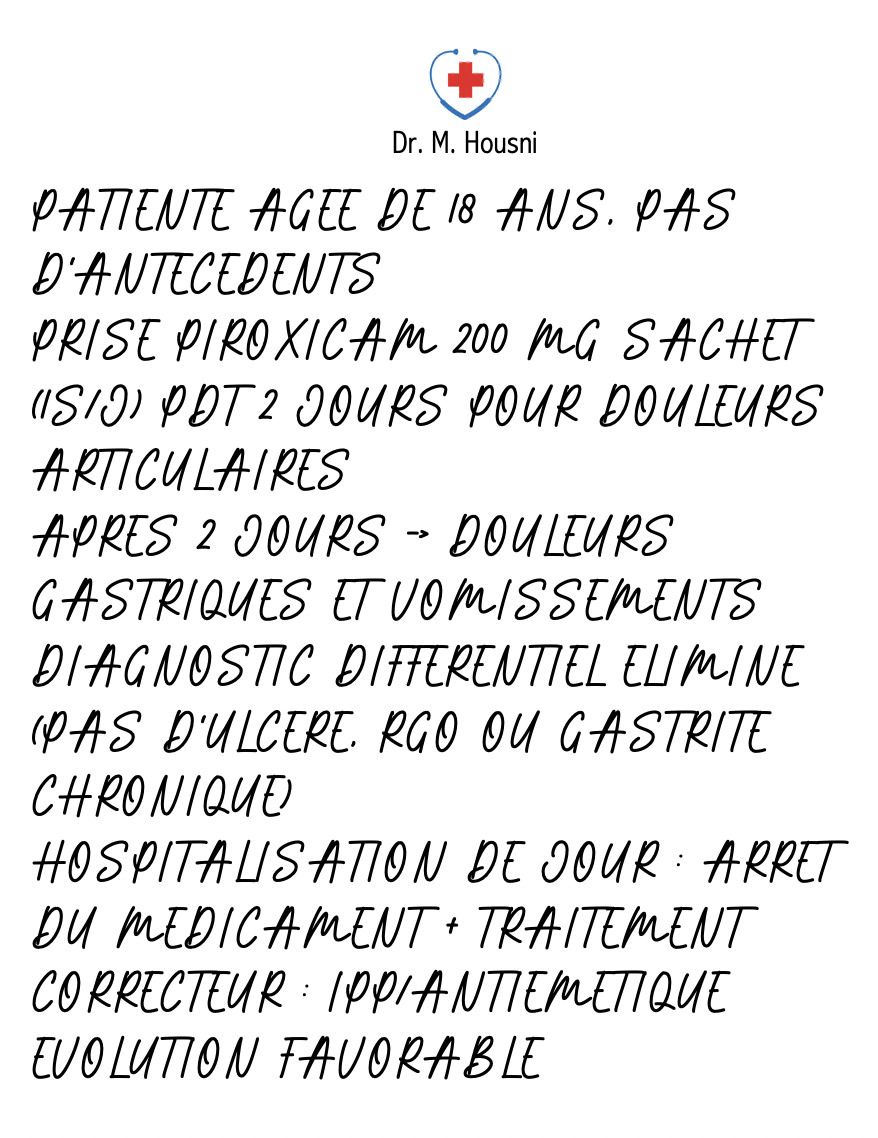 Dr. M. Housni
PATIENTE AGEE DE 18 ANS. PAS
D'ANTECEDENTS
PRISE PIROXICAM 200 MG SACHET
(1S/J) PDT 2 JOURS POUR DOULEURS
ARTICULAIRES
APRES 2 JOURS → DOULEURS
GASTRIQUES ET VOMISSEMENTS
DIAGNOSTIC DIFFERENTIEL ELIMINE
(PAS D'ULCERE, RGO OU GASTRITE
CHRONIQUE)
HOSPITALISATION DE JOUR : ARRET
DU MEDICAMENT + TRAITEMENT
CORRECTEUR : IPP/ANTIEMETIQUE
EVOLUTION FAVORABLE